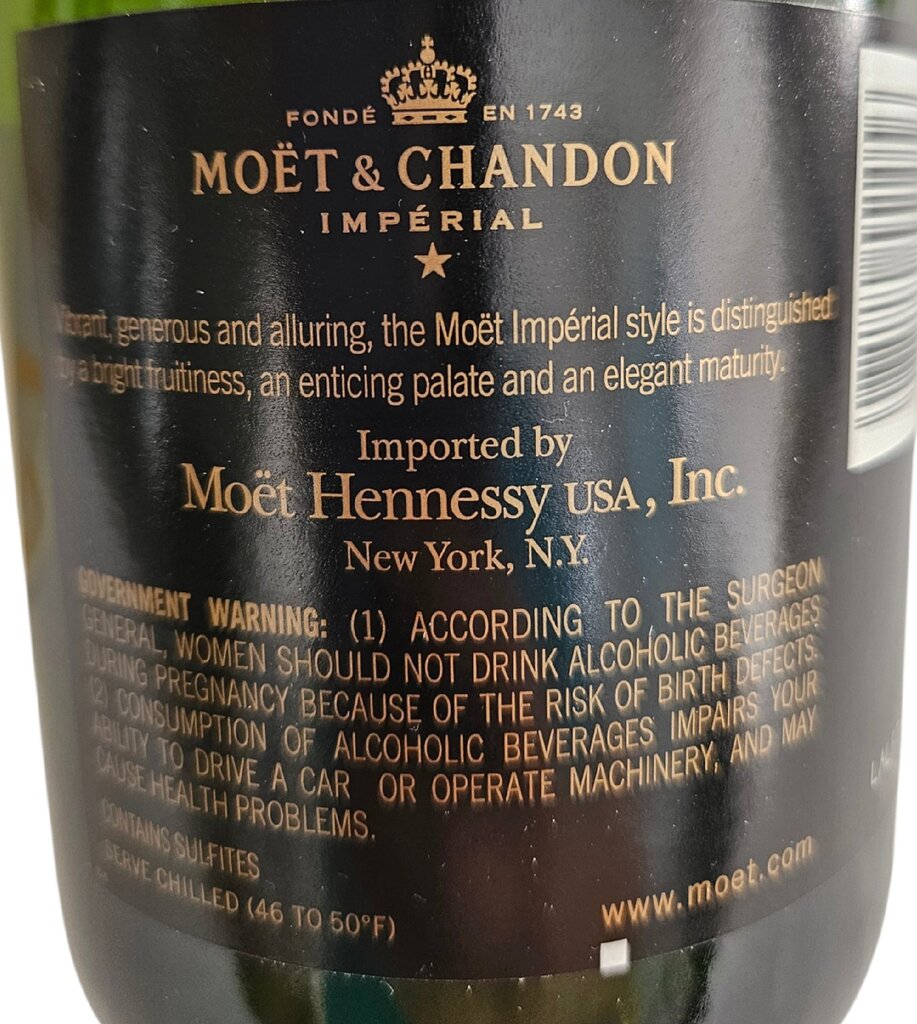 FONDÉ EN 1743
MOËT & CHANDON
IMPÉRIAL
Vibrant, generous and alluring, the Moët Impérial style is distinguished
by a bright fruitiness, an enticing palate and an elegant maturity.
Imported by
Moët Hennessy USA, Inc.
New York, N.Y.
GOVERNMENT WARNING: (1) ACCORDING TO THE SURGEON
GENERAL, WOMEN SHOULD NOT DRINK ALCOHOLIC BEVERAGES
DURING PREGNANCY BECAUSE OF THE RISK OF BIRTH DEFECTS.
(2) CONSUMPTION OF ALCOHOLIC BEVERAGES IMPAIRS YOUR
ABILITY TO DRIVE A CAR OR OPERATE MACHINERY, AND MAY
CAUSE HEALTH PROBLEMS.
CONTAINS SULFITES
SERVE CHILLED (46 TO 50°F)
www.moet.com